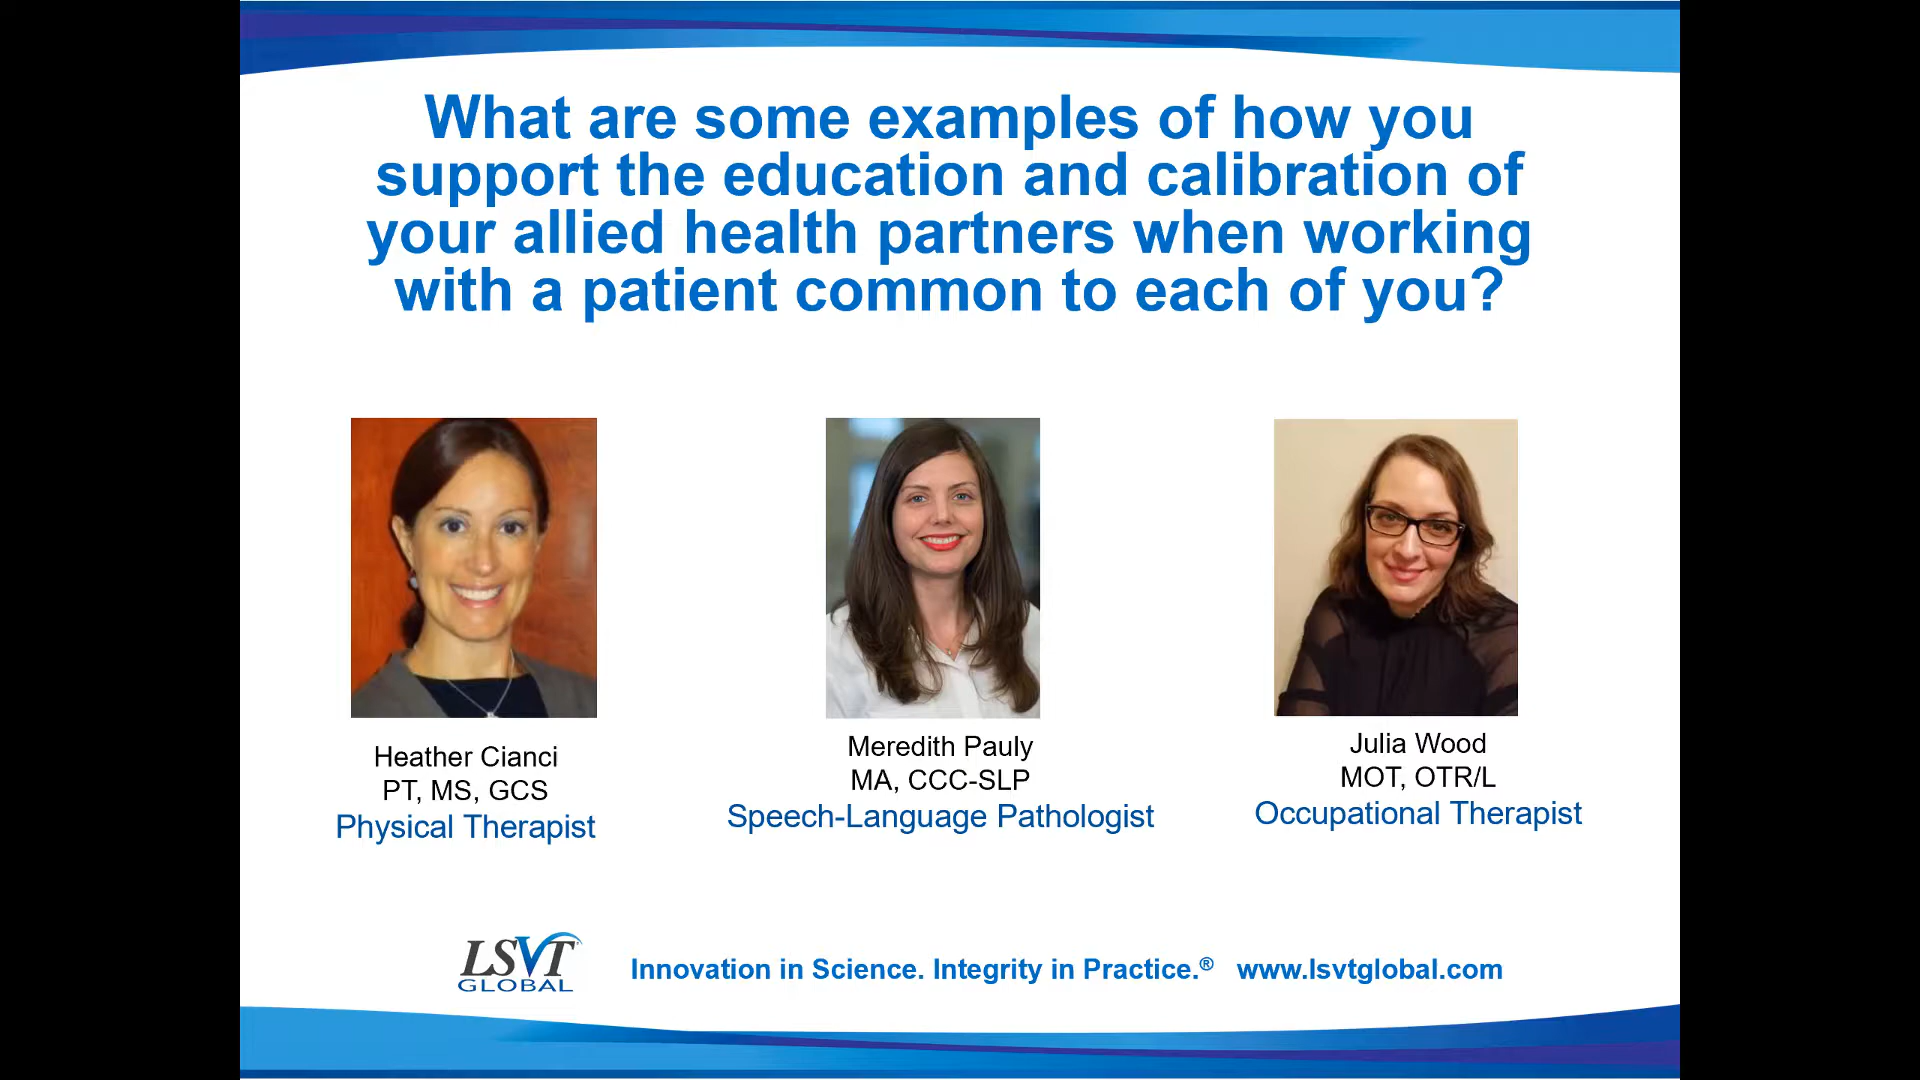 What are some examples of how you
support the education and calibration of
your allied health partners when working
with a patient common to each of you?
Heather Cianci
PT, MS, GCS
Physical Therapist
Meredith Pauly
MA, CCC-SLP
Speech-Language Pathologist
Julia Wood
MOT, OTR/L
Occupational Therapist
LSVT
GLOBAL
Innovation in Science. Integrity in Practice.® www.lsvtglobal.com